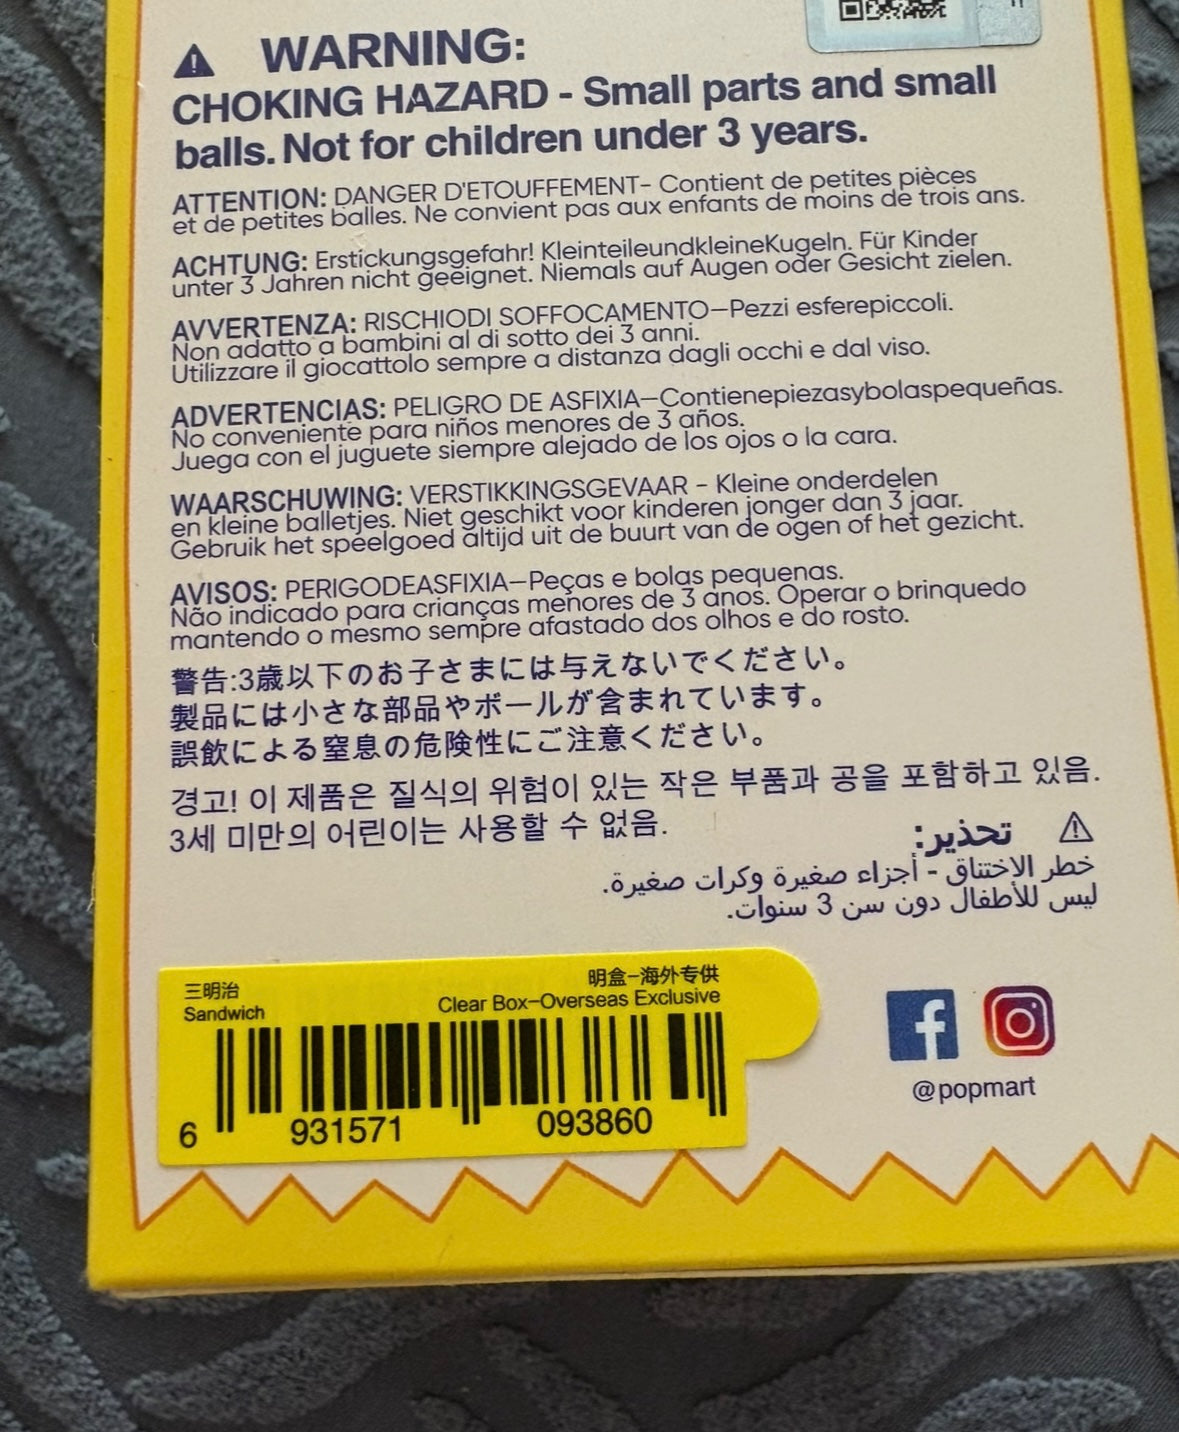 WARNING:
CHOKING HAZARD - Small parts and small
balls. Not for children under 3 years.
ATTENTION: DANGER D'ETOUFFEMENT- Contient de petites pièces
et de petites balles. Ne convient pas aux enfants de moins de trois ans.
ACHTUNG: Erstickungsgefahr! KleinteileundkleineKugeln. Für Kinder
unter 3 Jahren nicht geeignet. Niemals auf Augen oder Gesicht zielen.
AVVERTENZA: RISCHIODI SOFFOCAMENTO—Pezzi esferepiccoli.
Non adatto a bambini al di sotto dei 3 anni.
Utilizzare il giocattolo sempre a distanza dagli occhi e dal viso.
ADVERTENCIAS: PELIGRO DE ASFIXIA—Contienepiezasybolaspequeñas.
No conveniente para niños menores de 3 años.
Juega con el juguete siempre alejado de los ojos o la cara.
WAARSCHUWING: VERSTIKKINGSGEVAAR - Kleine onderdelen
en kleine balletjes. Niet geschikt voor kinderen jonger dan 3 jaar.
Gebruik het speelgoed altijd uit de buurt van de ogen of het gezicht.
AVISOS: PERIGODEASFIXIA—Peças e bolas pequenas.
Não indicado para crianças menores de 3 anos. Operar o brinquedo
mantendo o mesmo sempre afastado dos olhos e do rosto.
警告:3歳以下のお子さまには与えないでください。
製品には小さな部品やボールが含まれています。
誤飲による窒息の危険性にご注意ください。
경고! 이 제품은 질식의 위험이 있는 작은 부품과 공을 포함하고 있음.
3세 미만의 어린이는 사용할 수 없음.
تحذير:
خطر الاختناق - أجزاء صغيرة وكرات صغيرة.
ليس للأطفال دون سن 3 سنوات.
三明治
Sandwich
明盒-海外专供
Clear Box-Overseas Exclusive
6 931571 093860
@popmart